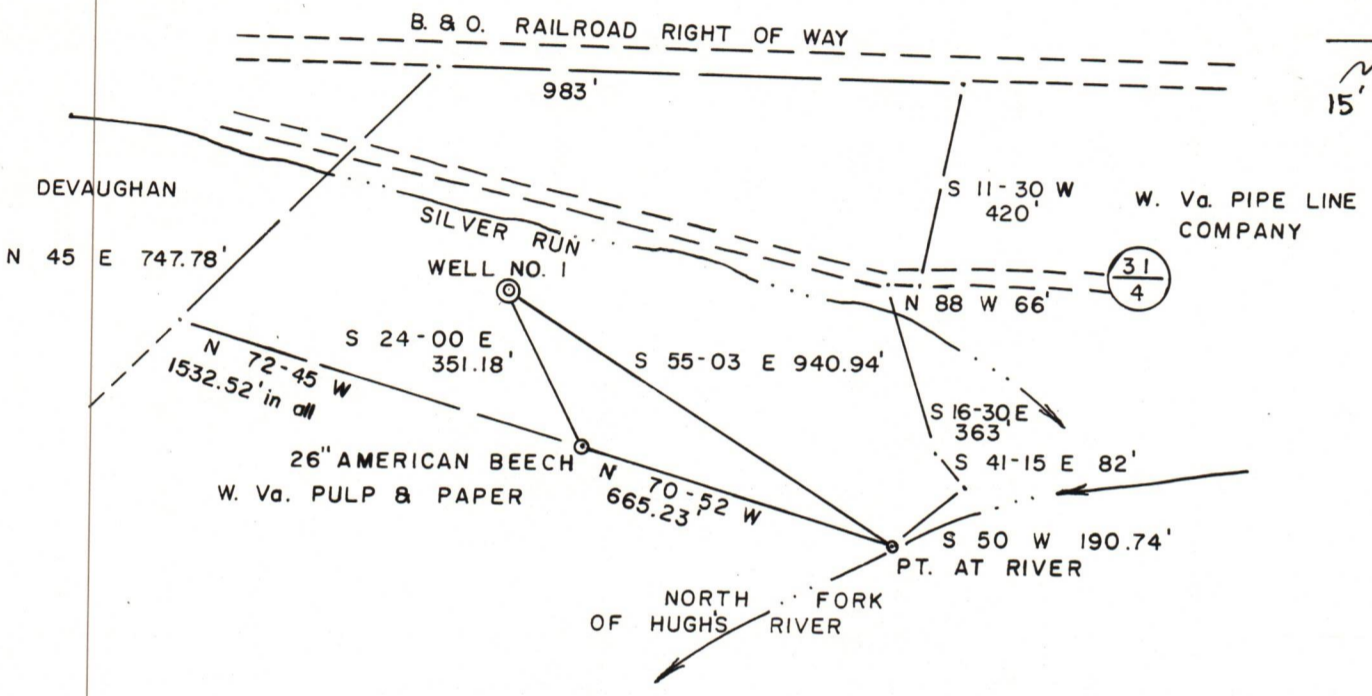 B. & O. RAILROAD RIGHT OF WAY
983'
15'
DEVAUGHAN
S 11-30 W
420'
W. Va. PIPE LINE
COMPANY
SILVER RUN
N 45 E 747.78'
WELL NO. 1
31
4
N 88 W 66'
S 24-00 E
351.18'
S 55-03 E 940.94'
N 72-45 W
1532.52' in all
S 16-30 E
363'
26" AMERICAN BEECH
S 41-15 E 82'
W. Va. PULP & PAPER
N 70-52 W
665.23'
S 50 W 190.74'
PT. AT RIVER
NORTH FORK
OF HUGH'S RIVER